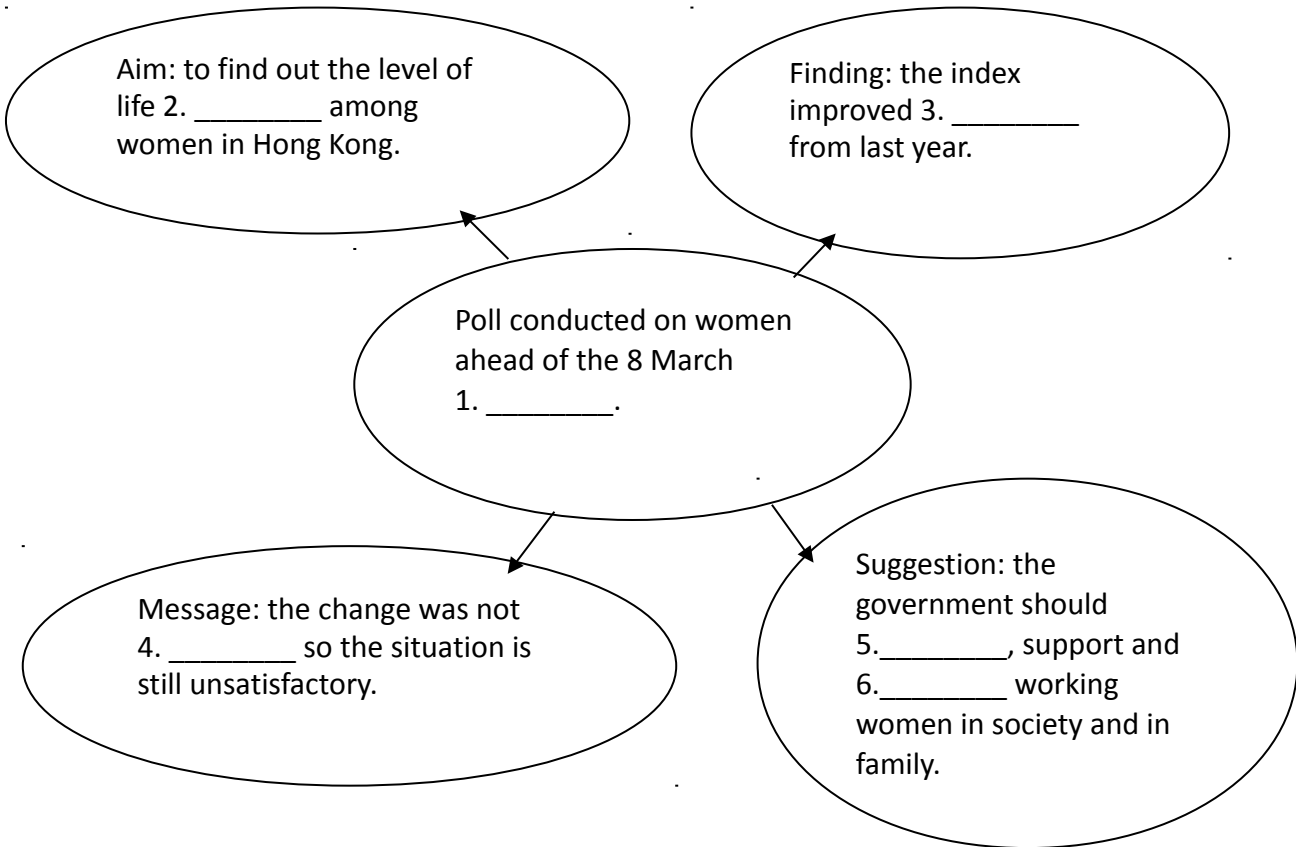 Aim: to find out the level of
life 2. ________ among
women in Hong Kong.
Finding: the index
improved 3. ________
from last year.
Poll conducted on women
ahead of the 8 March
1. ________.
Message: the change was not
4. ________ so the situation is
still unsatisfactory.
Suggestion: the
government should
5.________, support and
6.________ working
women in society and in
family.